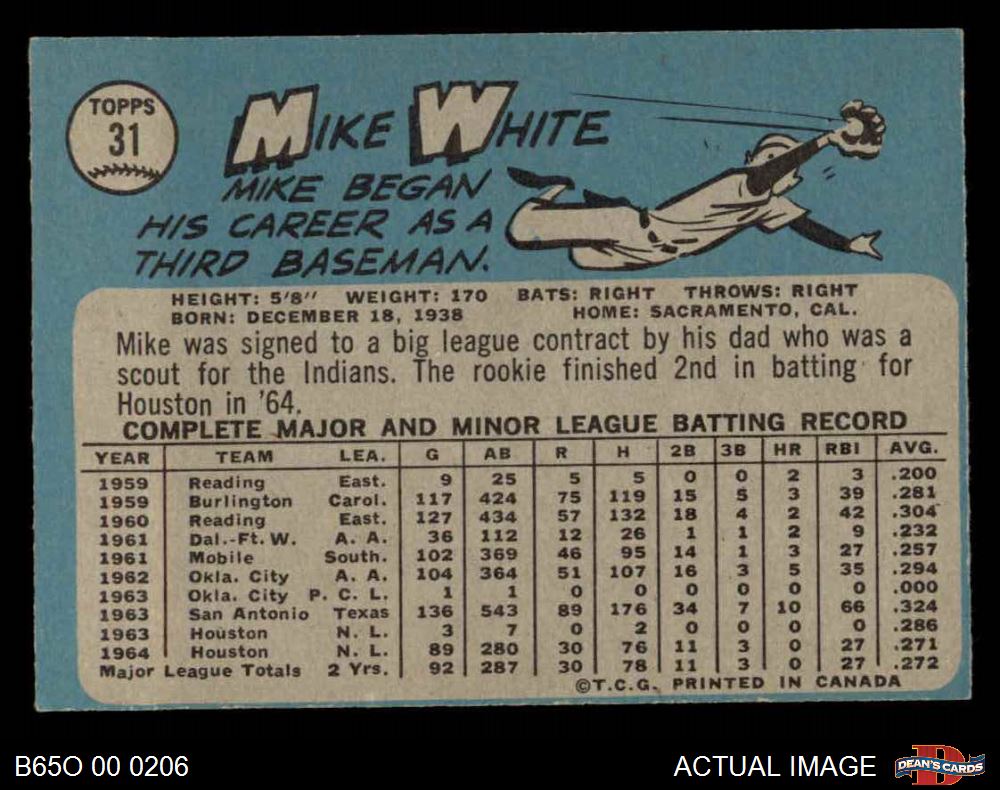 TOPPS
31
MIKE WHITE
MIKE BEGAN
HIS CAREER AS A
THIRD BASEMAN.
HEIGHT: 5'8" WEIGHT: 170 BATS: RIGHT THROWS: RIGHT
BORN: DECEMBER 18, 1938 HOME: SACRAMENTO, CAL.
Mike was signed to a big league contract by his dad who was a
scout for the Indians. The rookie finished 2nd in batting for
Houston in '64.
COMPLETE MAJOR AND MINOR LEAGUE BATTING RECORD
YEAR TEAM LEA. G AB R H 2B 3B HR RBI AVG.
1959 Reading East. 9 25 5 5 0 0 2 3 .200
1959 Burlington Carol. 117 424 75 119 15 5 3 39 .281
1960 Reading East. 127 434 57 132 18 4 2 42 .304
1961 Dal.-Ft. W. A. A. 36 112 12 26 1 1 2 9 .232
1961 Mobile South. 102 369 46 95 14 1 3 27 .257
1962 Okla. City A. A. 104 364 51 107 16 3 5 35 .294
1963 Okla. City P. C. L. 1 1 0 0 0 0 0 0 .000
1963 San Antonio Texas 136 543 89 176 34 7 10 66 .324
1963 Houston N. L. 3 7 0 2 0 0 0 0 .286
1964 Houston N. L. 89 280 30 76 11 3 0 27 .271
Major League Totals 2 Yrs. 92 287 30 78 11 3 0 27 .272
©T.C.G. PRINTED IN CANADA
B65O 00 0206
ACTUAL IMAGE
DEAN'S CARDS